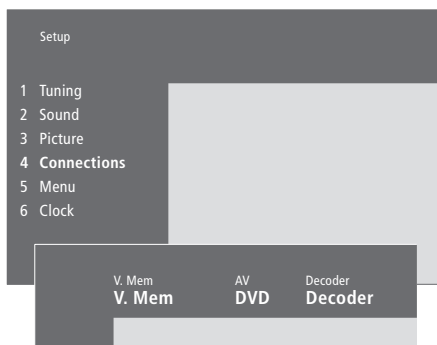 Setup
1 Tuning
2 Sound
3 Picture
4 Connections
5 Menu
6 Clock
V. Mem AV Decoder
V. Mem DVD Decoder